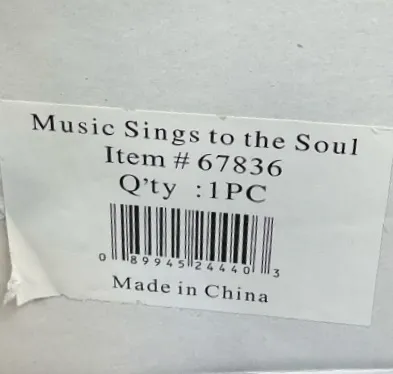 Music Sings to the Soul
Item # 67836
Q'ty :1PC
0 89945 24440 3
Made in China